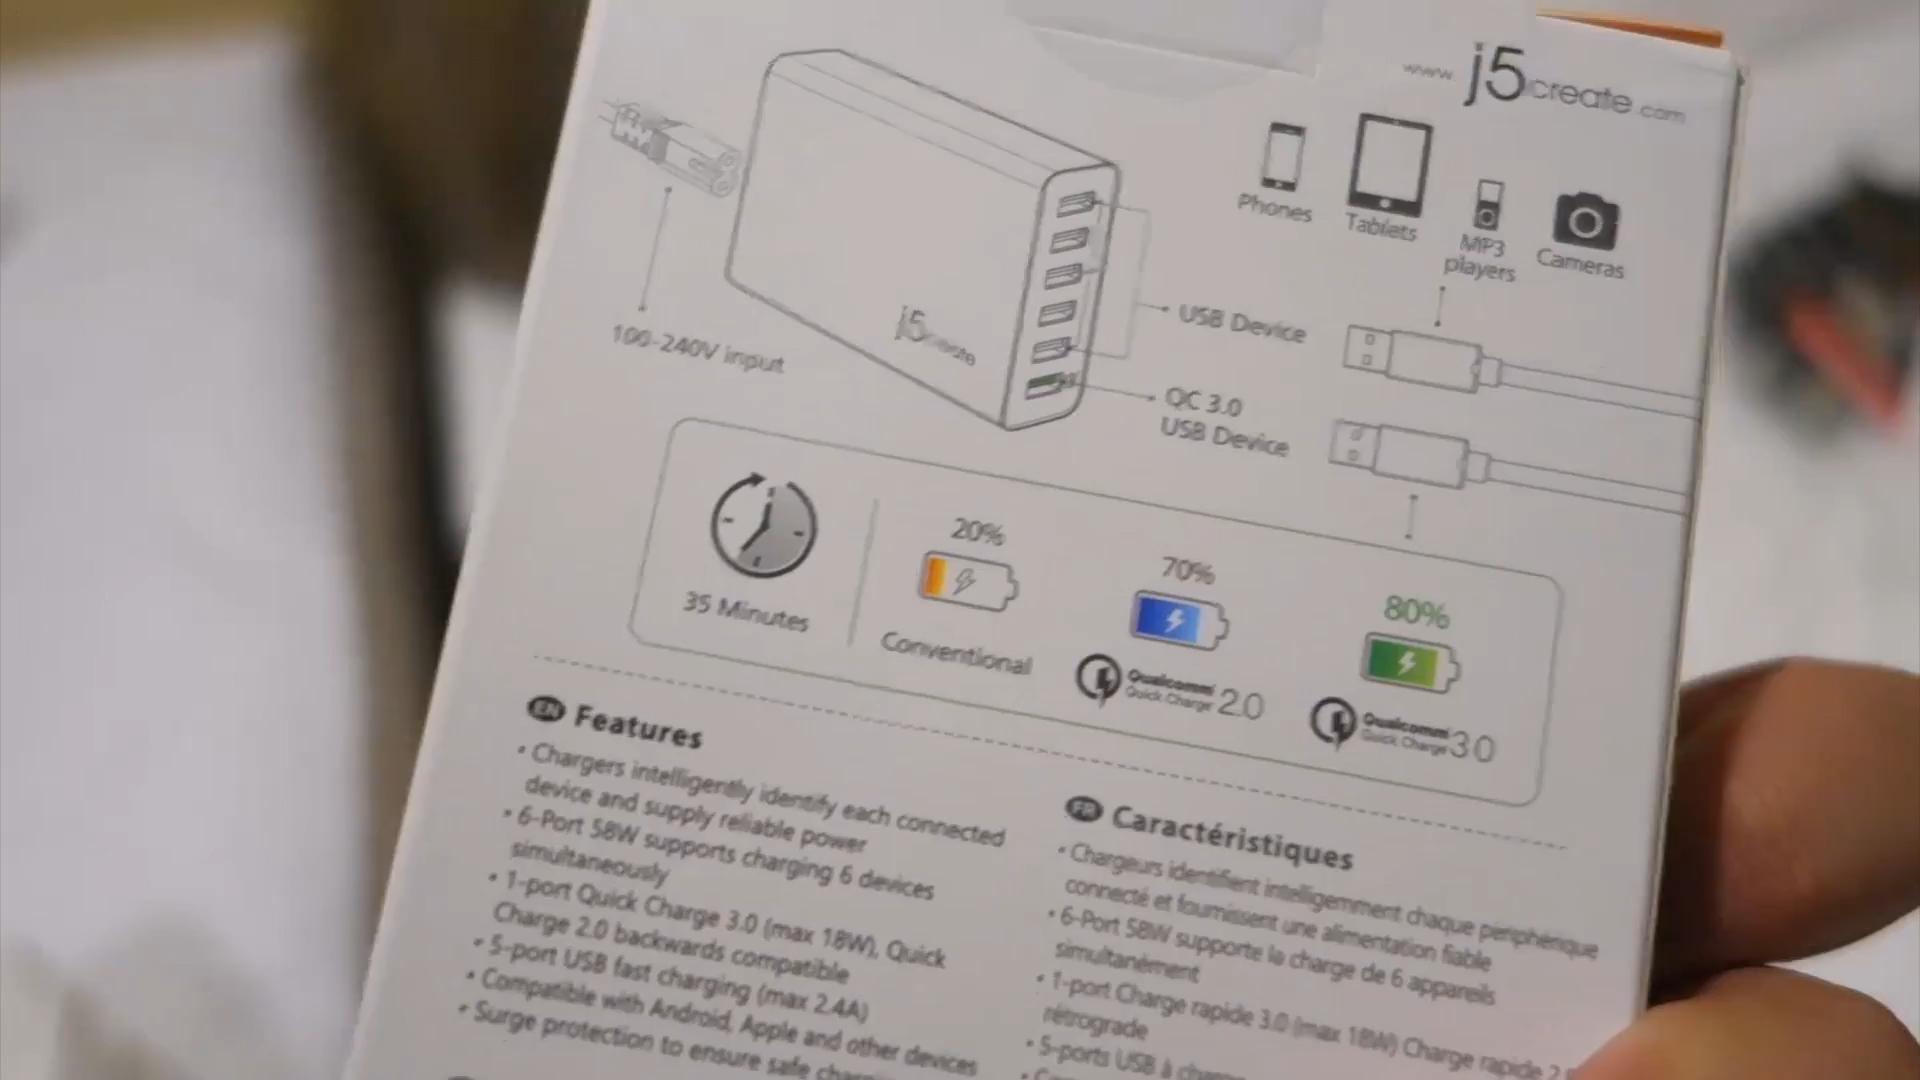 www.j5create.com
Phones
Tablets
MP3
players
Cameras
j5create
100-240V input
USB Device
QC 3.0
USB Device
35 Minutes
20%
Conventional
70%
Qualcomm
Quick Charge 2.0
80%
Qualcomm
Quick Charge 3.0
EN Features
• Chargers intelligently identify each connected
device and supply reliable power
• 6-Port 58W supports charging 6 devices
simultaneously
• 1-port Quick Charge 3.0 (max 18W), Quick
Charge 2.0 backwards compatible
• 5-port USB fast charging (max 2.4A)
• Compatible with Android, Apple and other devices
• Surge protection to ensure safe
FR Caractéristiques
• Chargeurs identifient intelligemment chaque périphérique
connecté et fournissent une alimentation fiable
• 6-Port 58W supporte la charge de 6 appareils
simultanément
• 1-port Charge rapide 3.0 (max 18W) Charge rapide
rétrograde
• 5-ports USB à